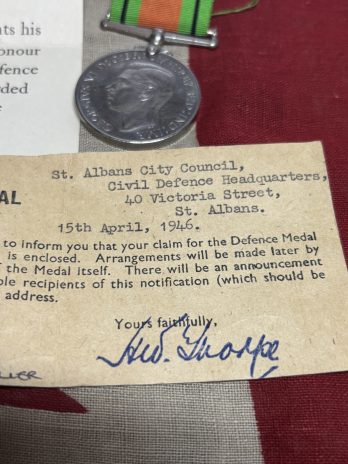 nts his
onour
efence
rded
e
St. Albans City Council,
Civil Defence Headquarters,
AL
40 Victoria Street,
St. Albans.
15th April, 1946.
to inform you that your claim for the Defence Medal
is enclosed. Arrangements will be made later by
f the Medal itself. There will be an announcement
ble recipients of this notification (which should be
address.
Yours faithfully,
Thorpe